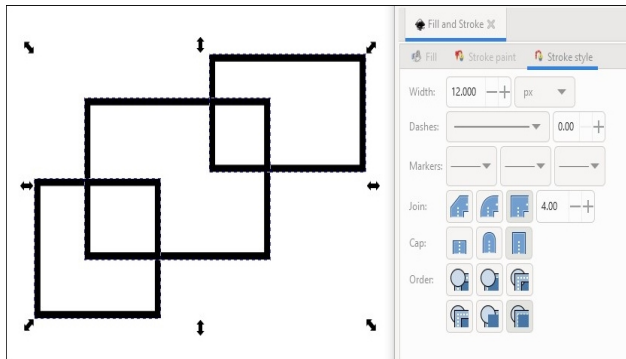 Fill and Stroke
Fill Stroke paint Stroke style
Width: 12.000 px
Dashes: 0.00
Markers:
Join: 4.00
Cap:
Order: